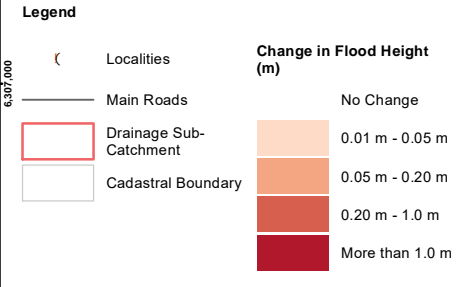 Legend
6,307,000
Localities
Main Roads
Drainage Sub-
Catchment
Cadastral Boundary
Change in Flood Height
(m)
No Change
0.01 m - 0.05 m
0.05 m - 0.20 m
0.20 m - 1.0 m
More than 1.0 m